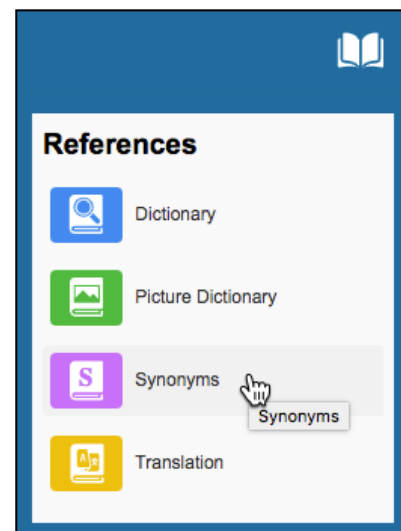 References
Dictionary
Picture Dictionary
S Synonyms
Synonyms
Translation